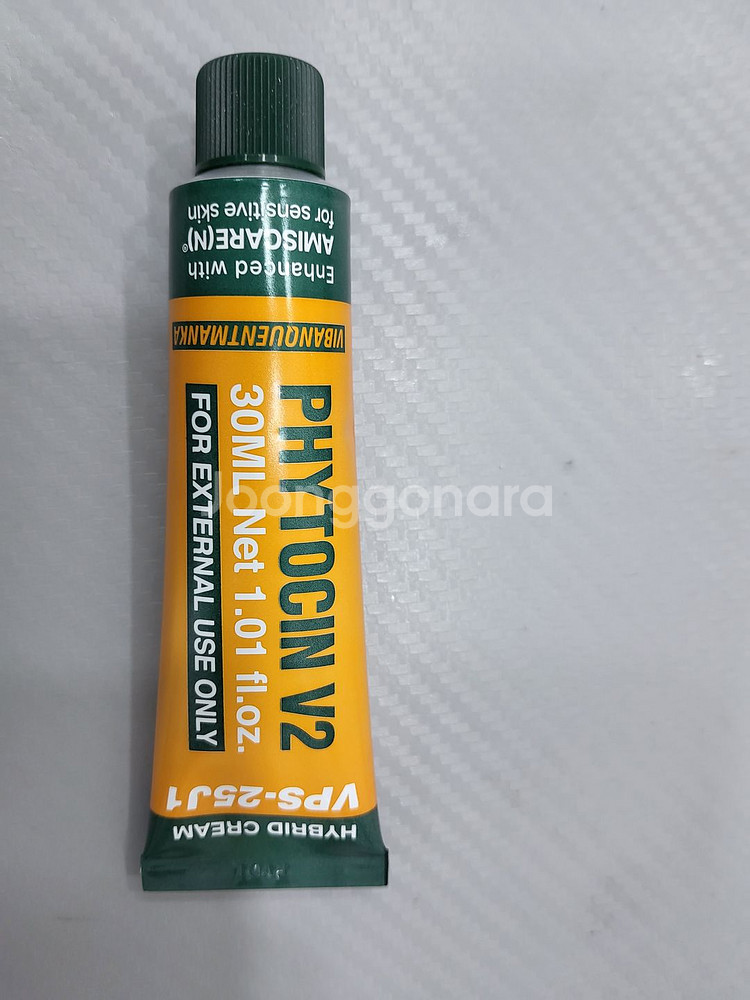 HYBRID CREAM
VPS-25J1
PHYTOCIN V2
30ML Net 1.01 fl.oz.
FOR EXTERNAL USE ONLY
VIBANQUENTMANKA
Enhanced with
AMISCARE(N)®
for sensitive skin
Joonggonara